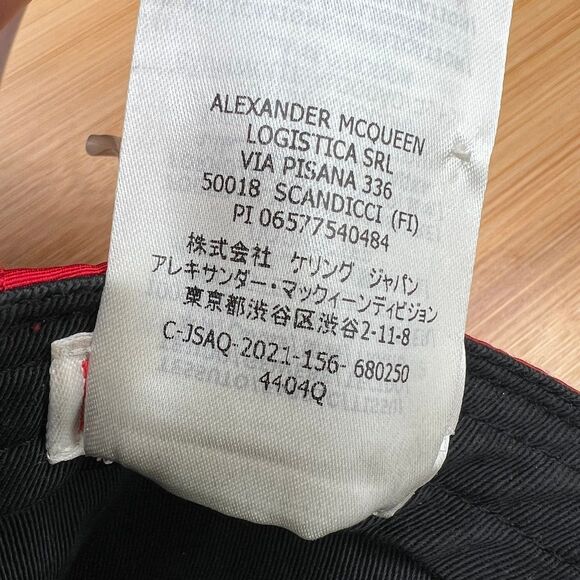 ALEXANDER MCQUEEN
LOGISTICA SRL
VIA PISANA 336
50018 SCANDICCI (FI)
PI 06577540484
株式会社 ケリング ジャパン
アレキサンダー・マックィーンディビジョン
東京都渋谷区渋谷2-11-8
C-JSAQ-2021-156- 680250
4404Q